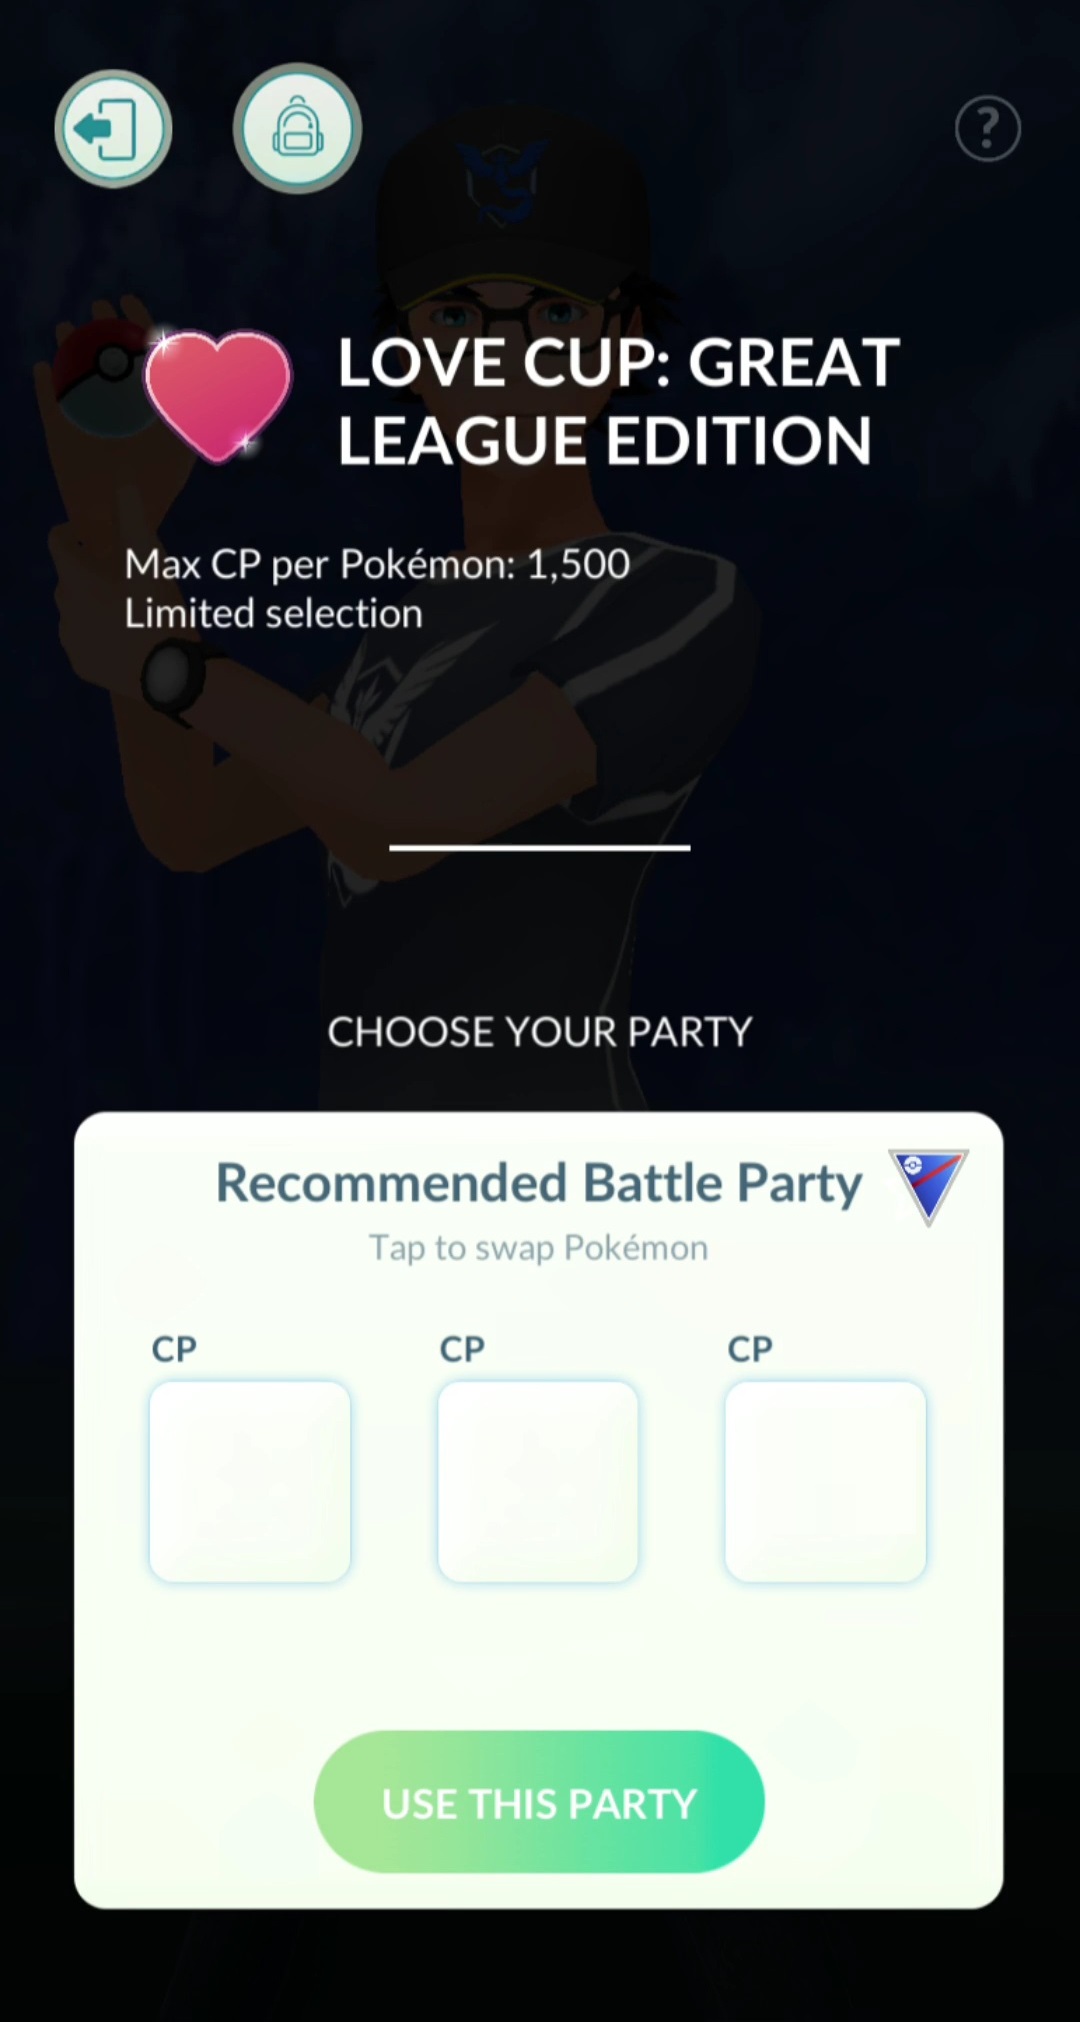 ?
LOVE CUP: GREAT
LEAGUE EDITION
Max CP per Pokémon: 1,500
Limited selection
CHOOSE YOUR PARTY
Recommended Battle Party
Tap to swap Pokémon
CP CP CP
USE THIS PARTY